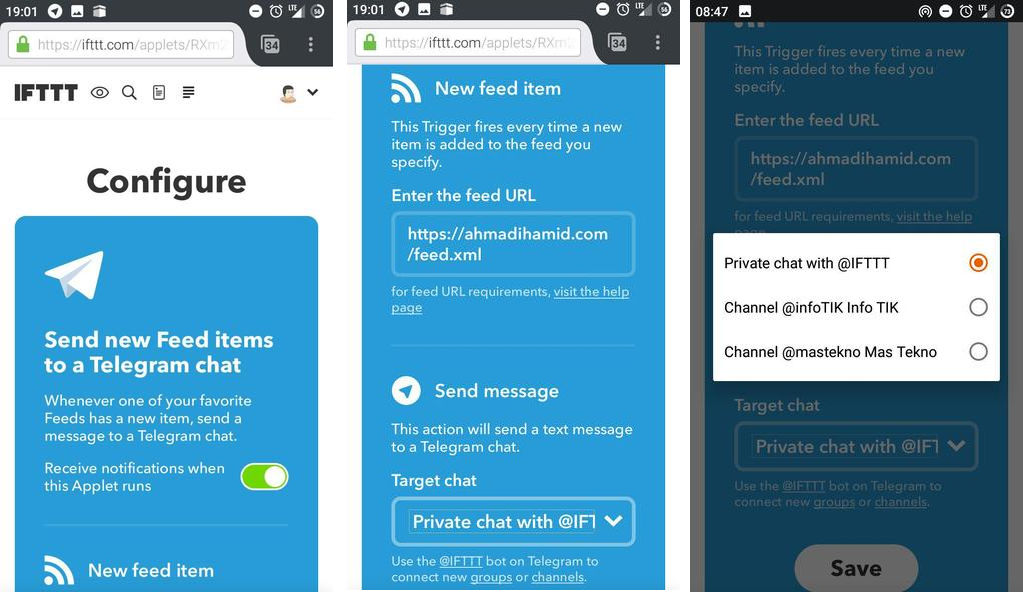 19:01
LTE
56
https://ifttt.com/applets/RXm
34
IFTTT
Configure
Send new Feed items
to a Telegram chat
Whenever one of your favorite
Feeds has a new item, send a
message to a Telegram chat.
Receive notifications when
this Applet runs
New feed item
19:01
LTE
56
https://ifttt.com/applets/RXm
34
New feed item
This Trigger fires every time a new
item is added to the feed you
specify.
Enter the feed URL
https://ahmadihamid.com
/feed.xml
for feed URL requirements, visit the help
page
Send message
This action will send a text message
to a Telegram chat.
Target chat
Private chat with @IFT
Use the @IFTTT bot on Telegram to
connect new groups or channels.
08:47
LTE
73
This Trigger fires every time a new
item is added to the feed you
specify.
Enter the feed URL
https://ahmadihamid.com
/feed.xml
for feed URL requirements, visit the help
page
Private chat with @IFTTT
Channel @infoTIK Info TIK
Channel @mastekno Mas Tekno
Target chat
Private chat with @IFT
Use the @IFTTT bot on Telegram to
connect new groups or channels.
Save